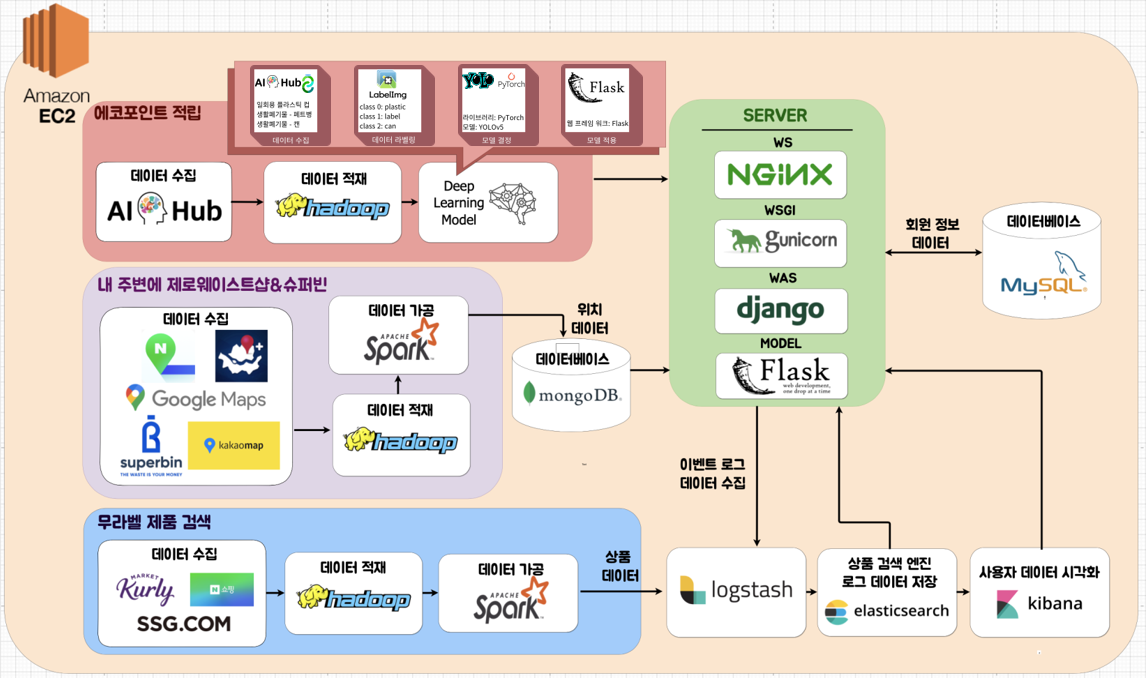 Amazon
EC2
에코포인트 적립
AI Hub
일회용 플라스틱 컵
생활폐기물 - 페트병
생활폐기물 - 캔
데이터 수집
LabelImg
class 0: plastic
class 1: label
class 2: can
데이터 라벨링
YOLO PyTorch
라이브러리: PyTorch
모델: YOLOv5
모델 결정
Flask
웹 프레임 워크: Flask
모델 적용
데이터 수집
AI Hub
데이터 적재
hadoop
Deep
Learning
Model
내 주변에 제로웨이스트샵&슈퍼빈
데이터 수집
N
Google Maps
superbin
THE WASTE IS YOUR MONEY
kakaomap
데이터 가공
APACHE
Spark
데이터 적재
hadoop
위치
데이터
데이터베이스
mongoDB
무라벨 제품 검색
데이터 수집
MARKET
Kurly
N 쇼핑
SSG.COM
데이터 적재
hadoop
데이터 가공
APACHE
Spark
상품
데이터
SERVER
WS
NGINX
WSGI
gunicorn
WAS
django
MODEL
Flask
web development,
one drop at a time
회원 정보
데이터
데이터베이스
MySQL
이벤트 로그
데이터 수집
logstash
상품 검색 엔진
로그 데이터 저장
elasticsearch
사용자 데이터 시각화
kibana